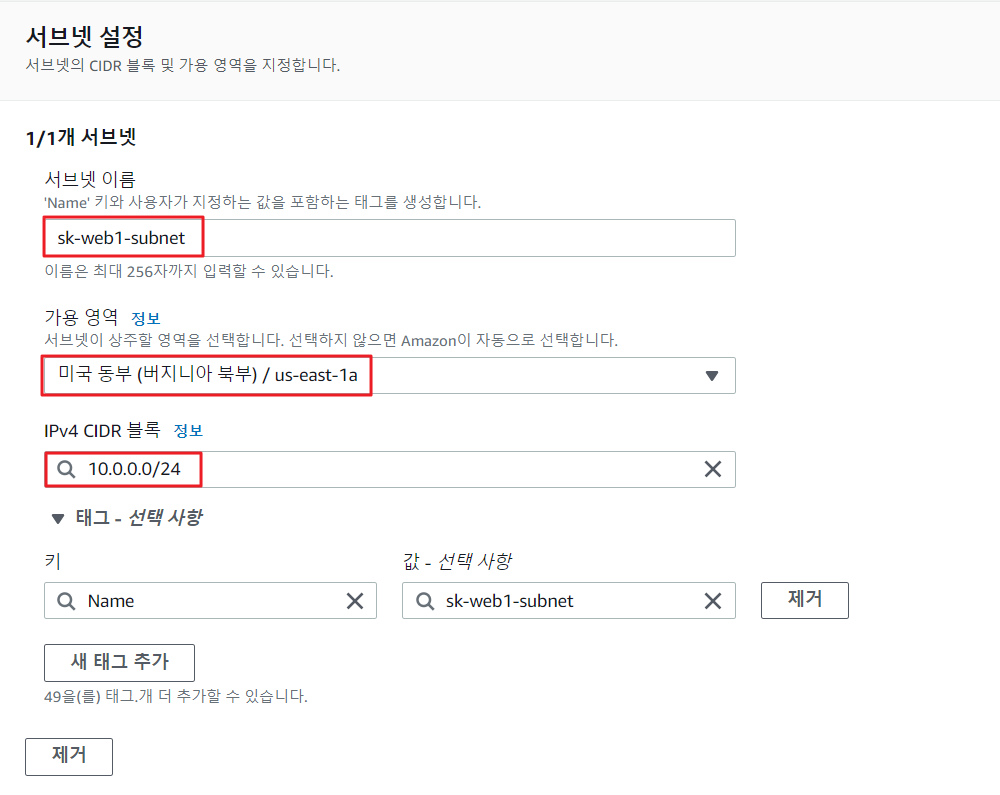 서브넷 설정
서브넷의 CIDR 블록 및 가용 영역을 지정합니다.
1/1개 서브넷
서브넷 이름
'Name' 키와 사용자가 지정하는 값을 포함하는 태그를 생성합니다.
sk-web1-subnet
이름은 최대 256자까지 입력할 수 있습니다.
가용 영역 정보
서브넷이 상주할 영역을 선택합니다. 선택하지 않으면 Amazon이 자동으로 선택합니다.
미국 동부 (버지니아 북부) / us-east-1a
IPv4 CIDR 블록 정보
10.0.0.0/24
태그 - 선택 사항
키 값 - 선택 사항
Name sk-web1-subnet 제거
새 태그 추가
49을(를) 태그.개 더 추가할 수 있습니다.
제거